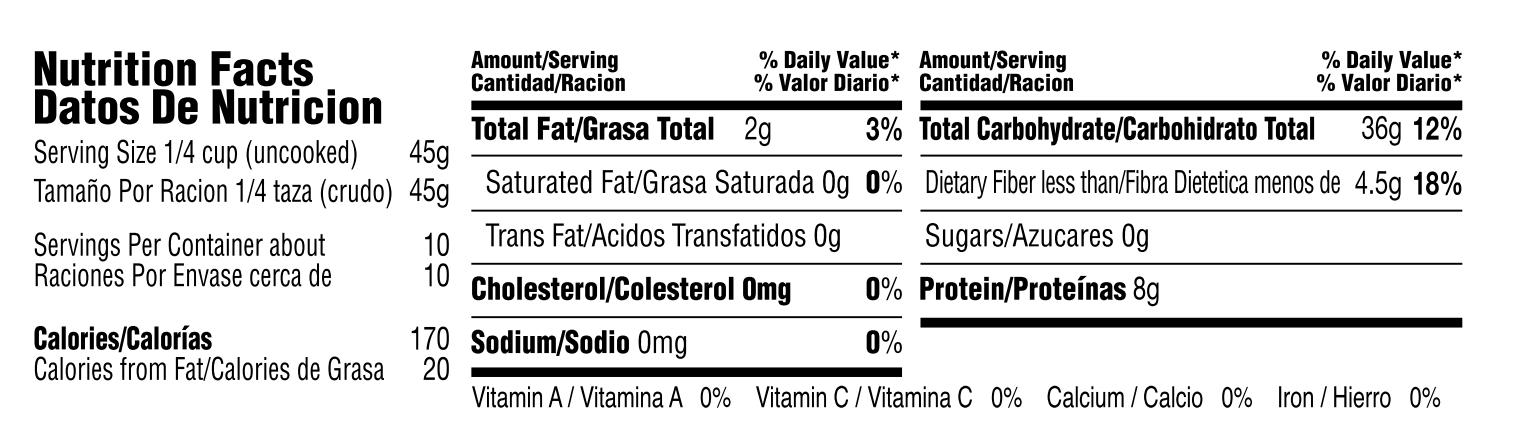 Nutrition Facts
Datos De Nutricion
Serving Size 1/4 cup (uncooked) 45g
Tamaño Por Racion 1/4 taza (crudo) 45g
Servings Per Container about 10
Raciones Por Envase cerca de 10
Calories/Calorías 170
Calories from Fat/Calories de Grasa 20
Amount/Serving % Daily Value*
Cantidad/Racion % Valor Diario*
Total Fat/Grasa Total 2g 3%
Saturated Fat/Grasa Saturada 0g 0%
Trans Fat/Acidos Transfatidos 0g
Cholesterol/Colesterol 0mg 0%
Sodium/Sodio 0mg 0%
Amount/Serving % Daily Value*
Cantidad/Racion % Valor Diario*
Total Carbohydrate/Carbohidrato Total 36g 12%
Dietary Fiber less than/Fibra Dietetica menos de 4.5g 18%
Sugars/Azucares 0g
Protein/Proteínas 8g
Vitamin A / Vitamina A 0% Vitamin C / Vitamina C 0% Calcium / Calcio 0% Iron / Hierro 0%